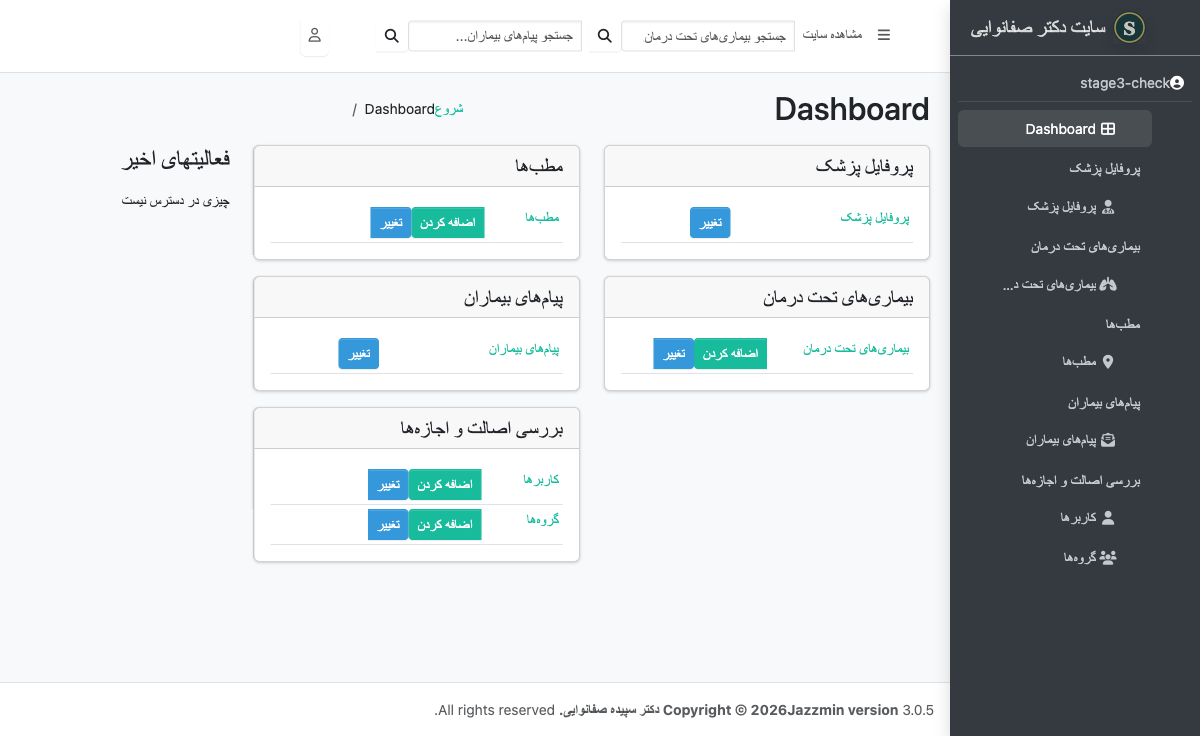 S سایت دکتر صفانوایی
stage3-check
Dashboard
پروفایل پزشک
پروفایل پزشک
بیماری‌های تحت درمان
بیماری‌های تحت د...
مطب‌ها
مطب‌ها
پیام‌های بیماران
پیام‌های بیماران
بررسی اصالت و اجازه‌ها
کاربرها
گروه‌ها
مشاهده سایت
جستجو بیماری‌های تحت درمان
جستجو پیام‌های بیماران...
Dashboard
شروع
Dashboard /
پروفایل پزشک
پروفایل پزشک
تغییر
مطب‌ها
مطب‌ها
اضافه کردن
تغییر
بیماری‌های تحت درمان
بیماری‌های تحت درمان
اضافه کردن
تغییر
پیام‌های بیماران
پیام‌های بیماران
تغییر
بررسی اصالت و اجازه‌ها
کاربرها
اضافه کردن
تغییر
گروه‌ها
اضافه کردن
تغییر
فعالیتهای اخیر
چیزی در دسترس نیست
Jazzmin version 3.0.5
Copyright © 2026 دکتر سپیده صفانوایی. All rights reserved.